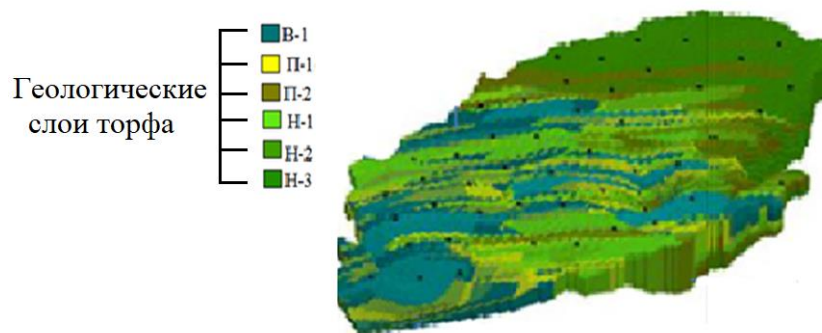 Геологические
слои торфа
В-1
П-1
П-2
Н-1
Н-2
Н-3